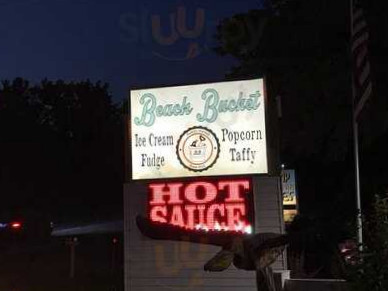 Beach Bucket
Ice Cream
Fudge
Popcorn
Taffy
HOT
SAUCE